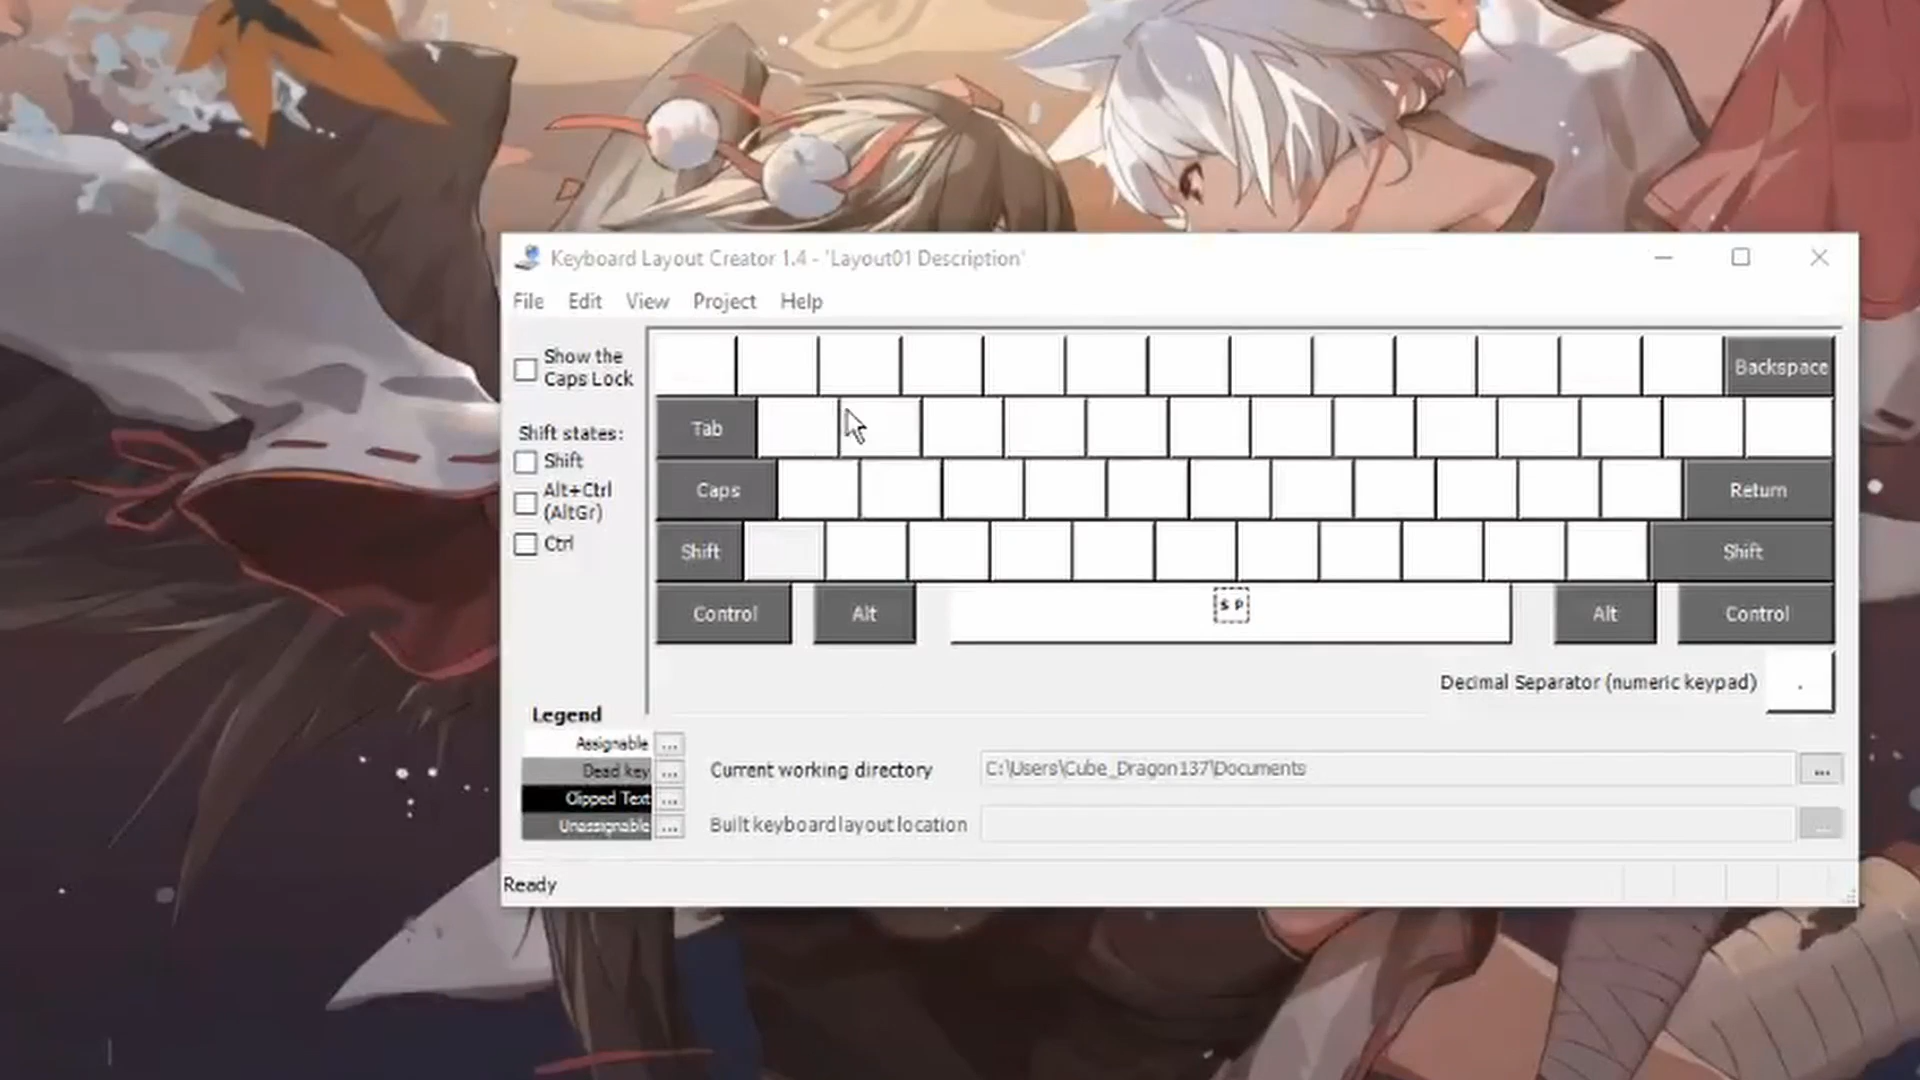 Keyboard Layout Creator 1.4 - 'Layout01 Description'
File Edit View Project Help
Show the
Caps Lock
Shift states:
Shift
Alt+Ctrl
(AltGr)
Ctrl
Backspace
Tab
Caps
Return
Shift
Shift
Control
Alt
SP
Alt
Control
Decimal Separator (numeric keypad)
.
Legend
Assignable ...
Dead key ...
Clipped Text ...
Unassignable ...
Current working directory
C:\Users\Cube_Dragon137\Documents
...
Built keyboard layout location
...
Ready